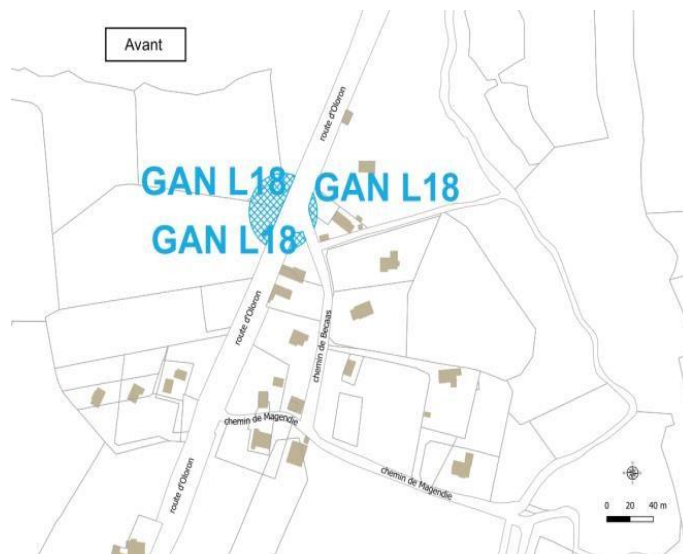 Avant
route d'Oloron
GAN L18
GAN L18
GAN L18
route d'Oloron
chemin de Becaas
chemin de Magendie
chemin de Magendie
route d'Oloron
0 20 40 m